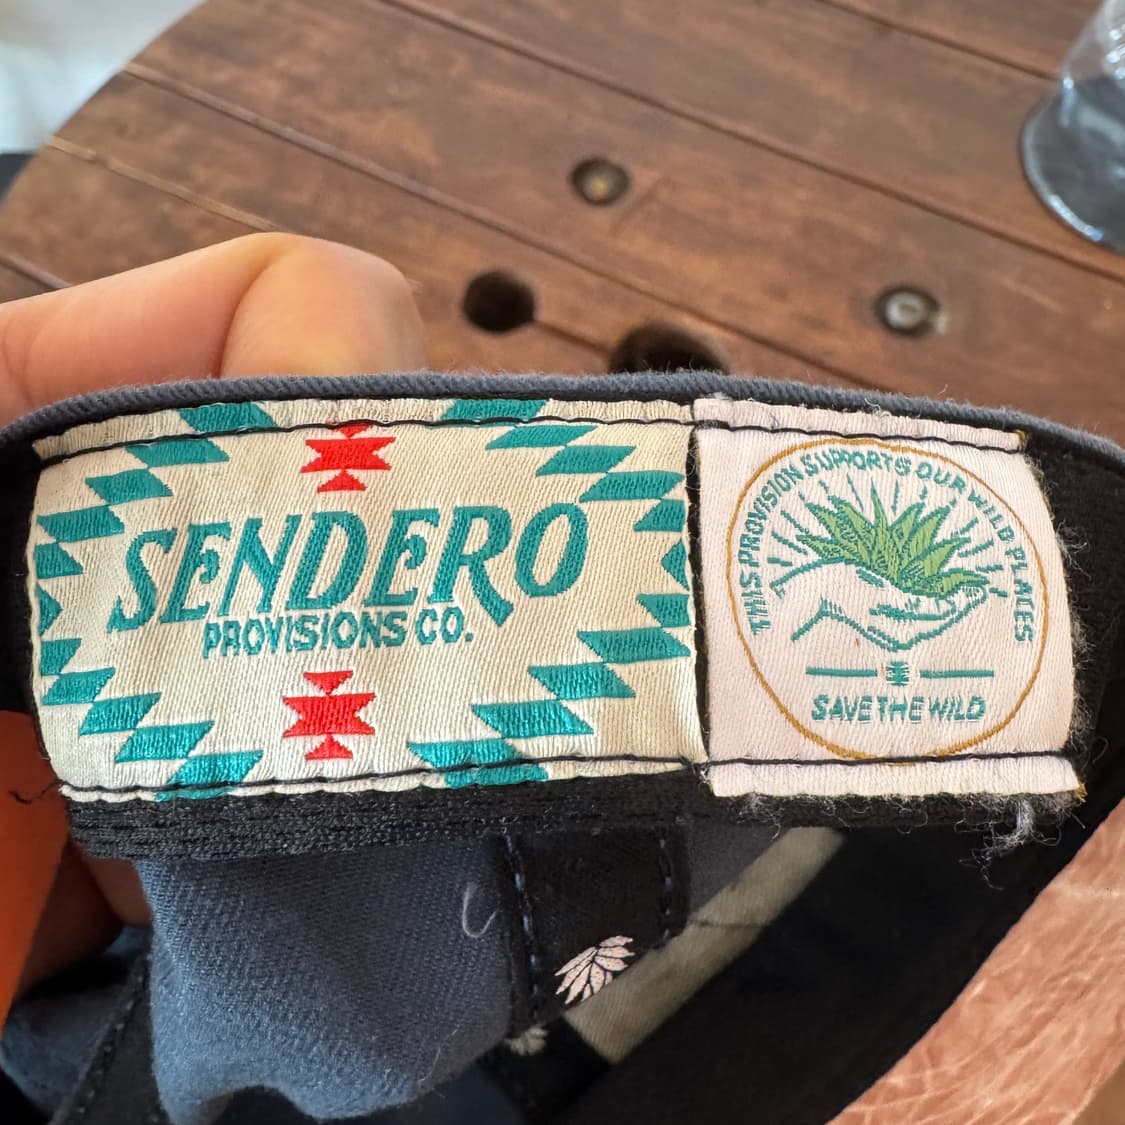 SENDERO
PROVISIONS CO.
THIS PROVISION SUPPORTS OUR WILD PLACES
SAVE THE WILD